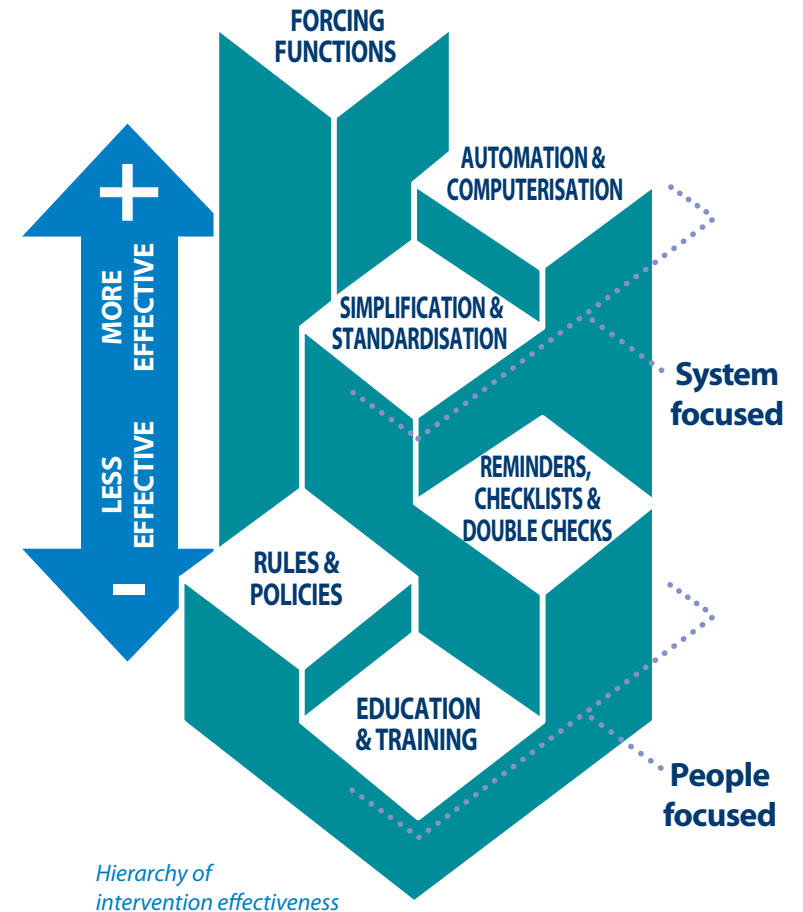 FORCING
FUNCTIONS
AUTOMATION &
COMPUTERISATION
+
MORE
EFFECTIVE
SIMPLIFICATION &
STANDARDISATION
System
focused
LESS
EFFECTIVE
-
REMINDERS,
CHECKLISTS &
DOUBLE CHECKS
RULES &
POLICIES
EDUCATION
& TRAINING
People
focused
Hierarchy of
intervention effectiveness